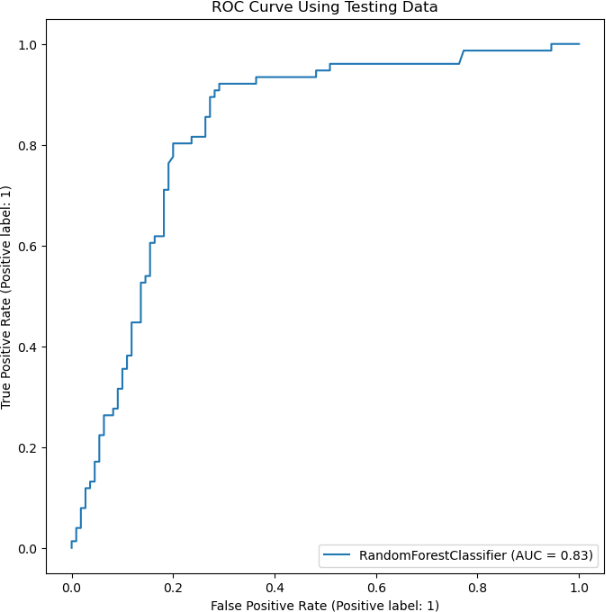 ROC Curve Using Testing Data
True Positive Rate (Positive label: 1)
1.0
0.8
0.6
0.4
0.2
0.0
RandomForestClassifier (AUC = 0.83)
0.0 0.2 0.4 0.6 0.8 1.0
False Positive Rate (Positive label: 1)